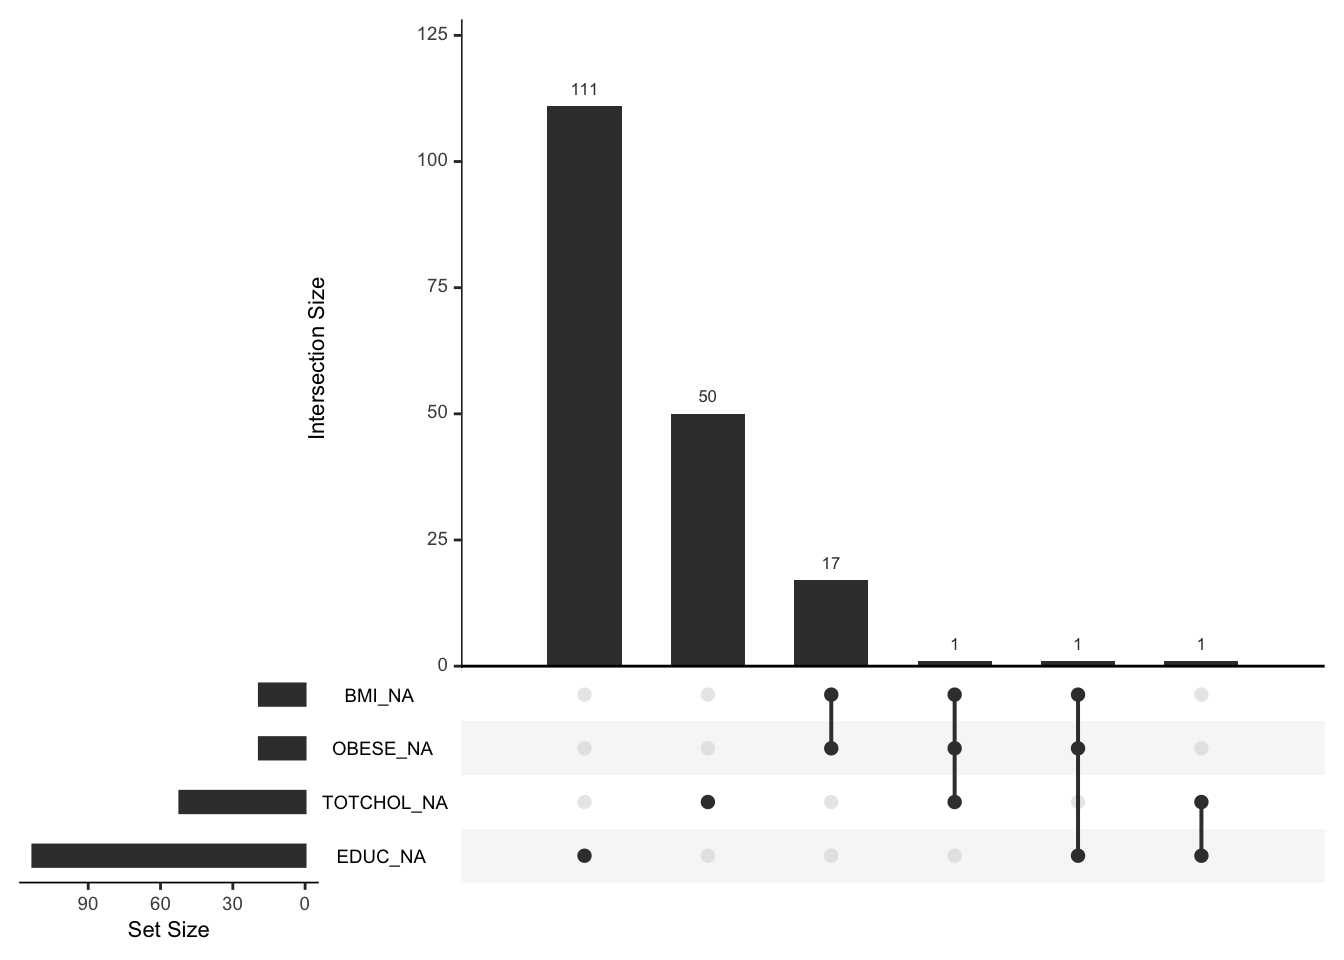 125
100
75
50
25
0
Intersection Size
111
50
17
1
1
1
BMI_NA
OBESE_NA
TOTCHOL_NA
EDUC_NA
90 60 30 0
Set Size